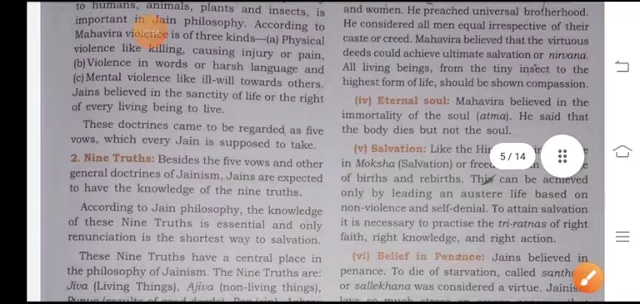 to humans, animals, plants and insects, is
important in Jain philosophy. According to
Mahavira violence is of three kinds—(a) Physical
violence like killing, causing injury or pain,
(b) Violence in words or harsh language and
(c) Mental violence like ill-will towards others.
Jains believed in the sanctity of life or the right
of every living being to live.
These doctrines came to be regarded as five
vows, which every Jain is supposed to take.
2. Nine Truths: Besides the five vows and other
general doctrines of Jainism, Jains are expected
to have the knowledge of the nine truths.
According to Jain philosophy, the knowledge
of these Nine Truths is essential and only
renunciation is the shortest way to salvation.
These Nine Truths have a central place in
the philosophy of Jainism. The Nine Truths are:
Jiva (Living Things), Ajiva (non-living things),
and women. He preached universal brotherhood.
He considered all men equal irrespective of their
caste or creed. Mahavira believed that the virtuous
deeds could achieve ultimate salvation or nirvana.
All living beings, from the tiny insect to the
highest form of life, should be shown compassion.
(iv) Eternal soul: Mahavira believed in the
immortality of the soul (atma). He said that
the body dies but not the soul.
(v) Salvation: Like the
in Moksha (Salvation) or
of births and rebirths. This can be achieved
only by leading an austere life based on
non-violence and self-denial. To attain salvation
it is necessary to practise the tri-ratnas of right
faith, right knowledge, and right action.
(vi) Belief in Penance: Jains believed in
penance. To die of starvation, called
or sallekhana was considered a virtue.
5/14